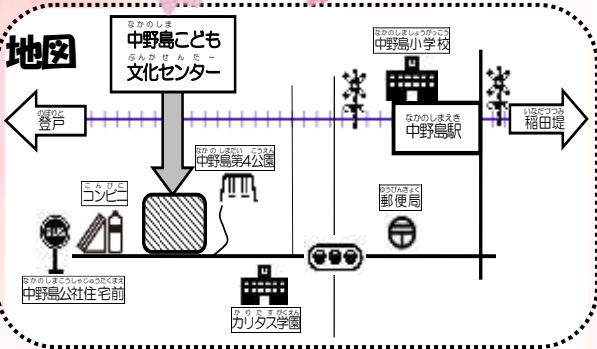 地図
なかのしま
中野島こども
ぶんかせんたー
文化センター
なかのしましょうがっこう
中野島小学校
のぼりと
登戸
なかのしまえき
中野島駅
いなだづつみ
稲田堤
なかのしまだい こうえん
中野島第4公園
こんびに
コンビニ
ゆうびんきょく
郵便局
BUS
なかのしまこうしゃじゅうたくまえ
中野島公社住宅前
かりたすがくえん
カリタス学園